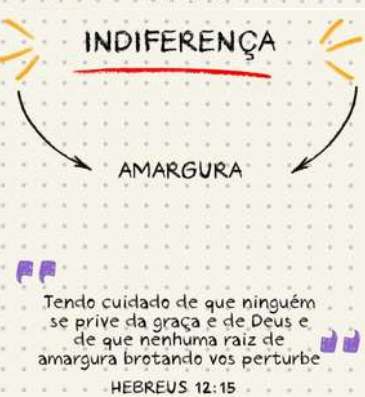 INDIFERENÇA
AMARGURA
Tendo cuidado de que ninguém
se prive da graça e de Deus e
de que nenhuma raiz de
amargura brotando vos perturbe
HEBREUS 12:15